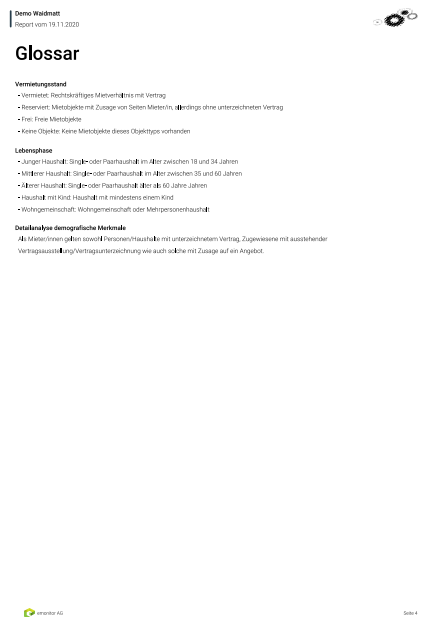 Demo Waidmatt
Report vom 19.11.2020
Glossar
Vermietungsstand
- Vermietet: Rechtskräftiges Mietverhältnis mit Vertrag
- Reserviert: Mietobjekte mit Zusage von Seiten Mieter/in, allerdings ohne unterzeichneten Vertrag
- Frei: Freie Mietobjekte
- Keine Objekte: Keine Mietobjekte dieses Objekttyps vorhanden
Lebensphase
- Junger Haushalt: Single- oder Paarhaushalt im Alter zwischen 18 und 34 Jahren
- Mittlerer Haushalt: Single- oder Paarhaushalt im Alter zwischen 35 und 60 Jahren
- Älterer Haushalt: Single- oder Paarhaushalt älter als 60 Jahre Jahren
- Haushalt mit Kind: Haushalt mit mindestens einem Kind
- Wohngemeinschaft: Wohngemeinschaft oder Mehrpersonenhaushalt
Detailanalyse demografische Merkmale
Als Mieter/innen gelten sowohl Personen/Haushalte mit unterzeichnetem Vertrag, Zugewiesene mit ausstehender
Vertragsausstellung/Vertragsunterzeichnung wie auch solche mit Zusage auf ein Angebot.
emonitor AG
Seite 4